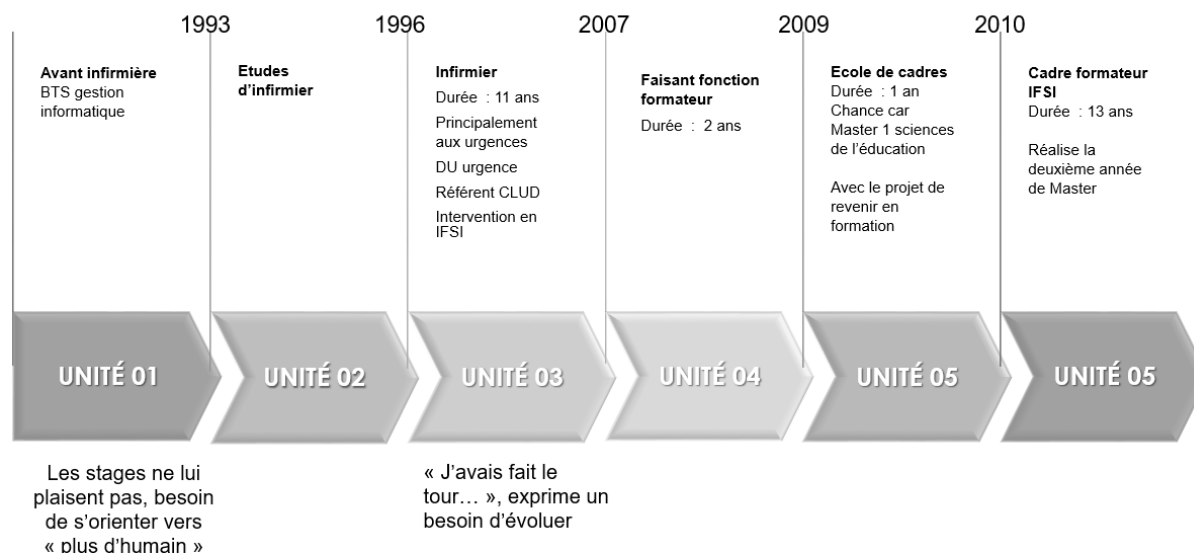 1993
1996
2007
2009
2010
Avant infirmière
BTS gestion
informatique
Etudes
d'infirmier
Infirmier
Durée : 11 ans
Principalement
aux urgences
DU urgence
Référent CLUD
Intervention en
IFSI
Faisant fonction
formateur
Durée : 2 ans
Ecole de cadres
Durée : 1 an
Chance car
Master 1 sciences
de l'éducation
Avec le projet de
revenir en
formation
Cadre formateur
IFSI
Durée : 13 ans
Réalise la
deuxième année
de Master
UNITÉ 01
UNITÉ 02
UNITÉ 03
UNITÉ 04
UNITÉ 05
UNITÉ 05
Les stages ne lui
plaisent pas, besoin
de s'orienter vers
« plus d'humain »
« J'avais fait le
tour… », exprime un
besoin d'évoluer